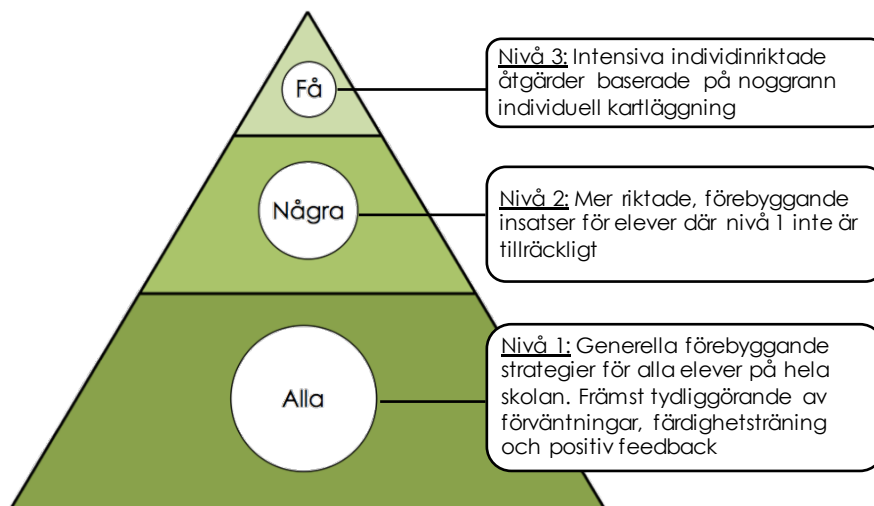 Få
Nivå 3: Intensiva individinriktade
åtgärder baserade på noggrann
individuell kartläggning
Några
Nivå 2: Mer riktade, förebyggande
insatser för elever där nivå 1 inte är
tillräckligt
Alla
Nivå 1: Generella förebyggande
strategier för alla elever på hela
skolan. Främst tydliggörande av
förväntningar, färdighetsträning
och positiv feedback